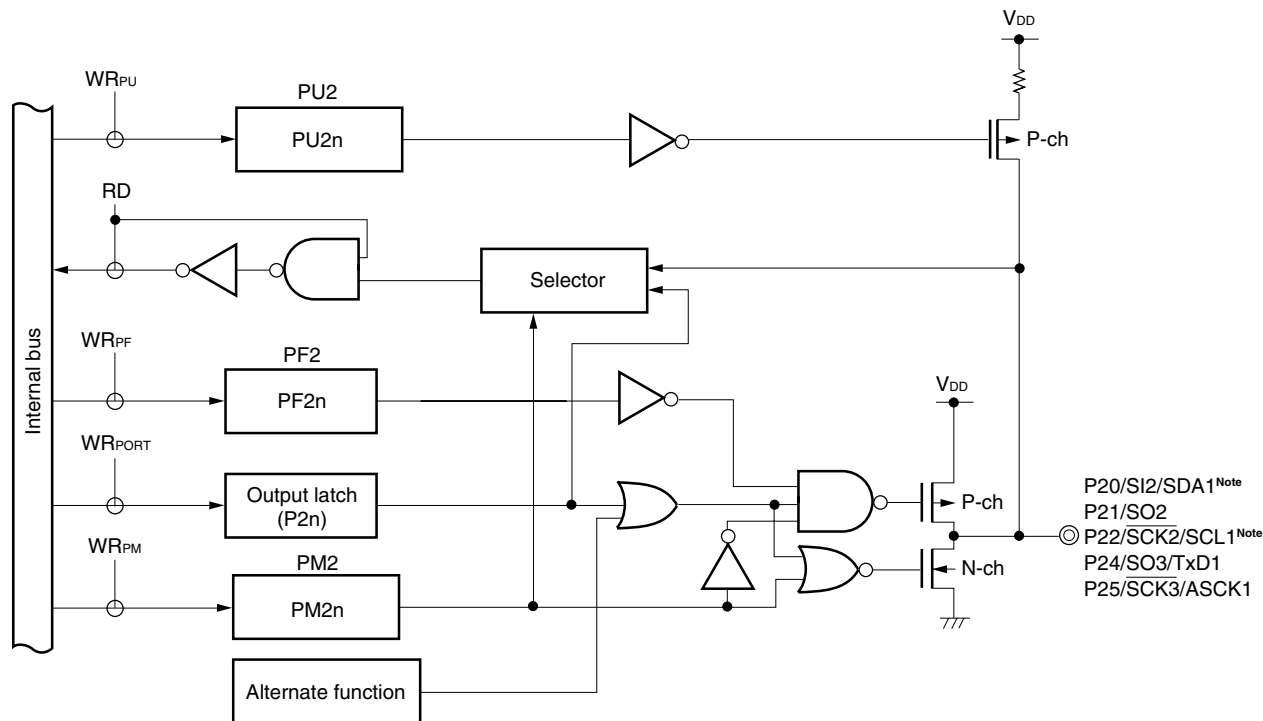 VDD
WRPU
PU2
PU2n
P-ch
RD
Selector
Internal bus
WRPF
PF2
PF2n
VDD
WRPORT
Output latch
(P2n)
P-ch
P20/SI2/SDA1Note
P21/SO2
P22/SCK2/SCL1Note
P24/SO3/TxD1
P25/SCK3/ASCK1
WRPM
PM2
PM2n
N-ch
Alternate function